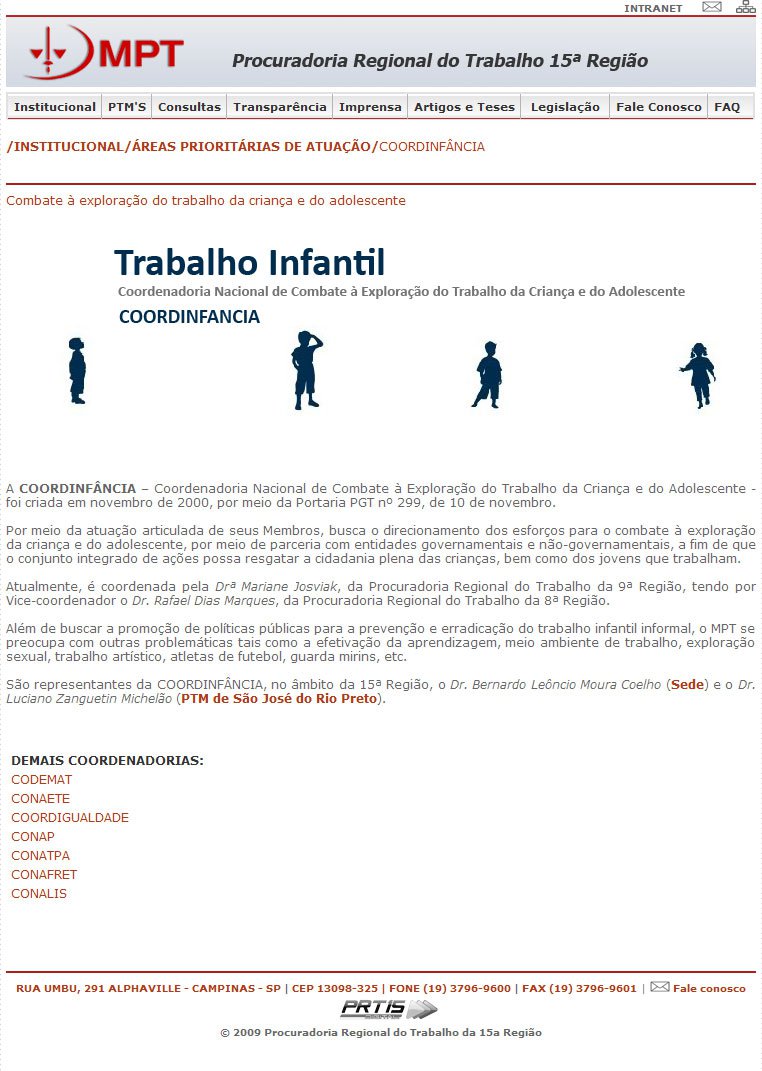 INTRANET
MPT
Procuradoria Regional do Trabalho 15ª Região
Institucional PTM'S Consultas Transparência Imprensa Artigos e Teses Legislação Fale Conosco FAQ
/INSTITUCIONAL/ÁREAS PRIORITÁRIAS DE ATUAÇÃO/COORDINFÂNCIA
Combate à exploração do trabalho da criança e do adolescente
Trabalho Infantil
Coordenadoria Nacional de Combate à Exploração do Trabalho da Criança e do Adolescente
COORDINFANCIA
A COORDINFÂNCIA – Coordenadoria Nacional de Combate à Exploração do Trabalho da Criança e do Adolescente -
foi criada em novembro de 2000, por meio da Portaria PGT nº 299, de 10 de novembro.
Por meio da atuação articulada de seus Membros, busca o direcionamento dos esforços para o combate à exploração
da criança e do adolescente, por meio de parceria com entidades governamentais e não-governamentais, a fim de que
o conjunto integrado de ações possa resgatar a cidadania plena das crianças, bem como dos jovens que trabalham.
Atualmente, é coordenada pela Drª Mariane Josviak, da Procuradoria Regional do Trabalho da 9ª Região, tendo por
Vice-coordenador o Dr. Rafael Dias Marques, da Procuradoria Regional do Trabalho da 8ª Região.
Além de buscar a promoção de políticas públicas para a prevenção e erradicação do trabalho infantil informal, o MPT se
preocupa com outras problemáticas tais como a efetivação da aprendizagem, meio ambiente de trabalho, exploração
sexual, trabalho artístico, atletas de futebol, guarda mirins, etc.
São representantes da COORDINFÂNCIA, no âmbito da 15ª Região, o Dr. Bernardo Leôncio Moura Coelho (Sede) e o Dr.
Luciano Zanguetin Michelão (PTM de São José do Rio Preto).
DEMAIS COORDENADORIAS:
CODEMAT
CONAETE
COORDIGUALDADE
CONAP
CONATPA
CONAFRET
CONALIS
RUA UMBU, 291 ALPHAVILLE - CAMPINAS - SP | CEP 13098-325 | FONE (19) 3796-9600 | FAX (19) 3796-9601 | Fale conosco
PRT15
© 2009 Procuradoria Regional do Trabalho da 15a Região